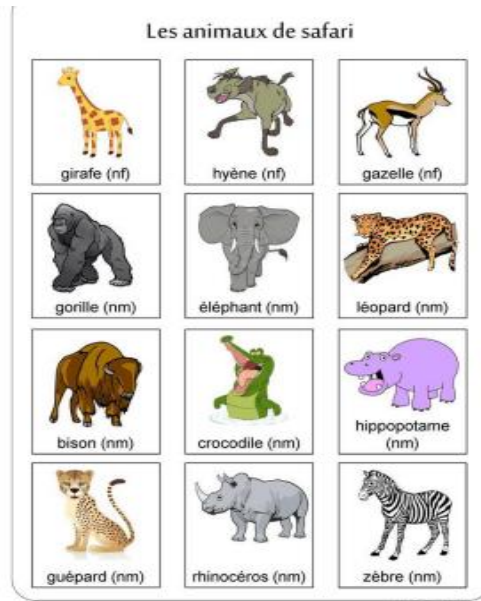 Les animaux de safari
girafe (nf)
hyène (nf)
gazelle (nf)
gorille (nm)
éléphant (nm)
léopard (nm)
bison (nm)
crocodile (nm)
hippopotame
(nm)
guépard (nm)
rhinocéros (nm)
zèbre (nm)